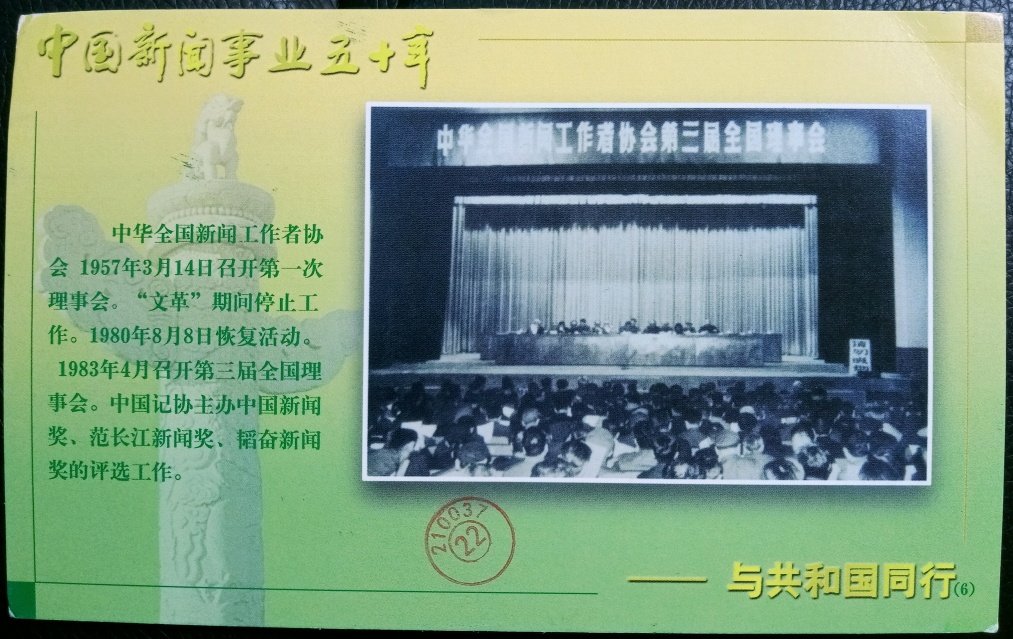 中国新闻事业五十年
中华全国新闻工作者协会第三届全国理事会
中华全国新闻工作者协
会 1957年3月14日召开第一次
理事会。“文革”期间停止工
作。1980年8月8日恢复活动。
1983年4月召开第三届全国理
事会。中国记协主办中国新闻
奖、范长江新闻奖、韬奋新闻
奖的评选工作。
请勿吸烟
210037
22
—— 与共和国同行(6)